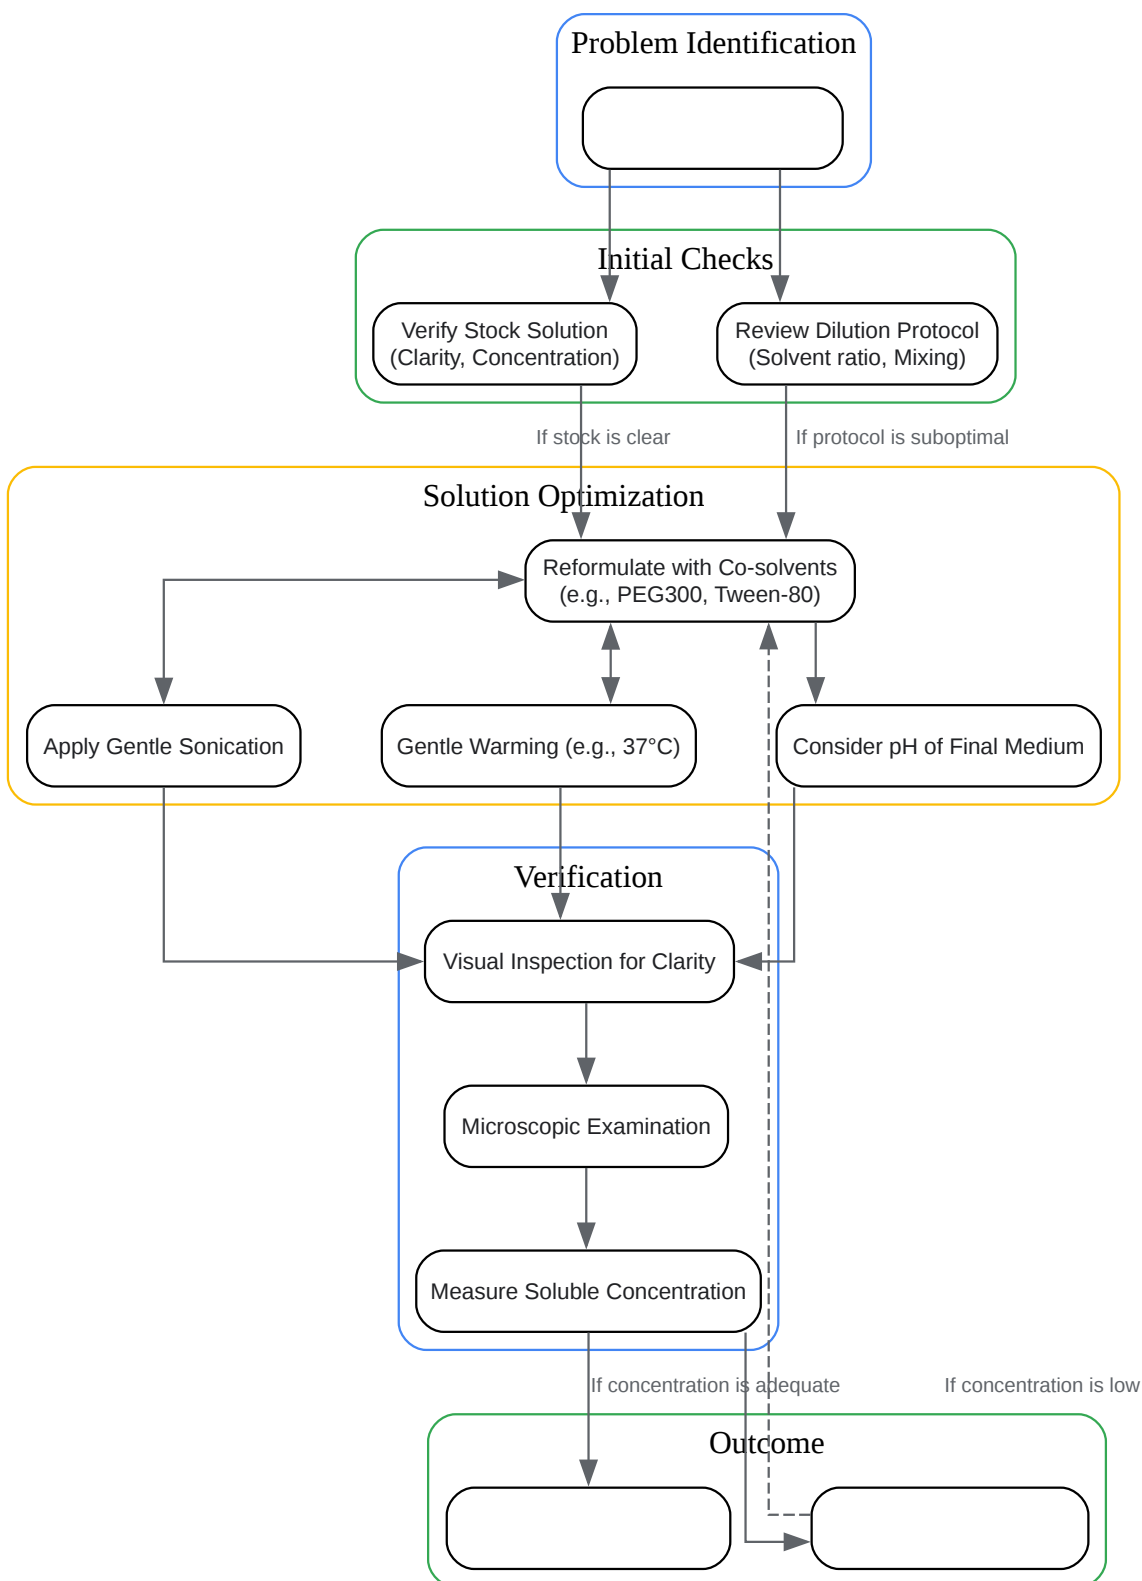 Problem Identification
Initial Checks
Verify Stock Solution
(Clarity, Concentration)
Review Dilution Protocol
(Solvent ratio, Mixing)
If stock is clear
If protocol is suboptimal
Solution Optimization
Reformulate with Co-solvents
(e.g., PEG300, Tween-80)
Apply Gentle Sonication
Gentle Warming (e.g., 37°C)
Consider pH of Final Medium
Verification
Visual Inspection for Clarity
Microscopic Examination
Measure Soluble Concentration
If concentration is adequate
If concentration is low
Outcome